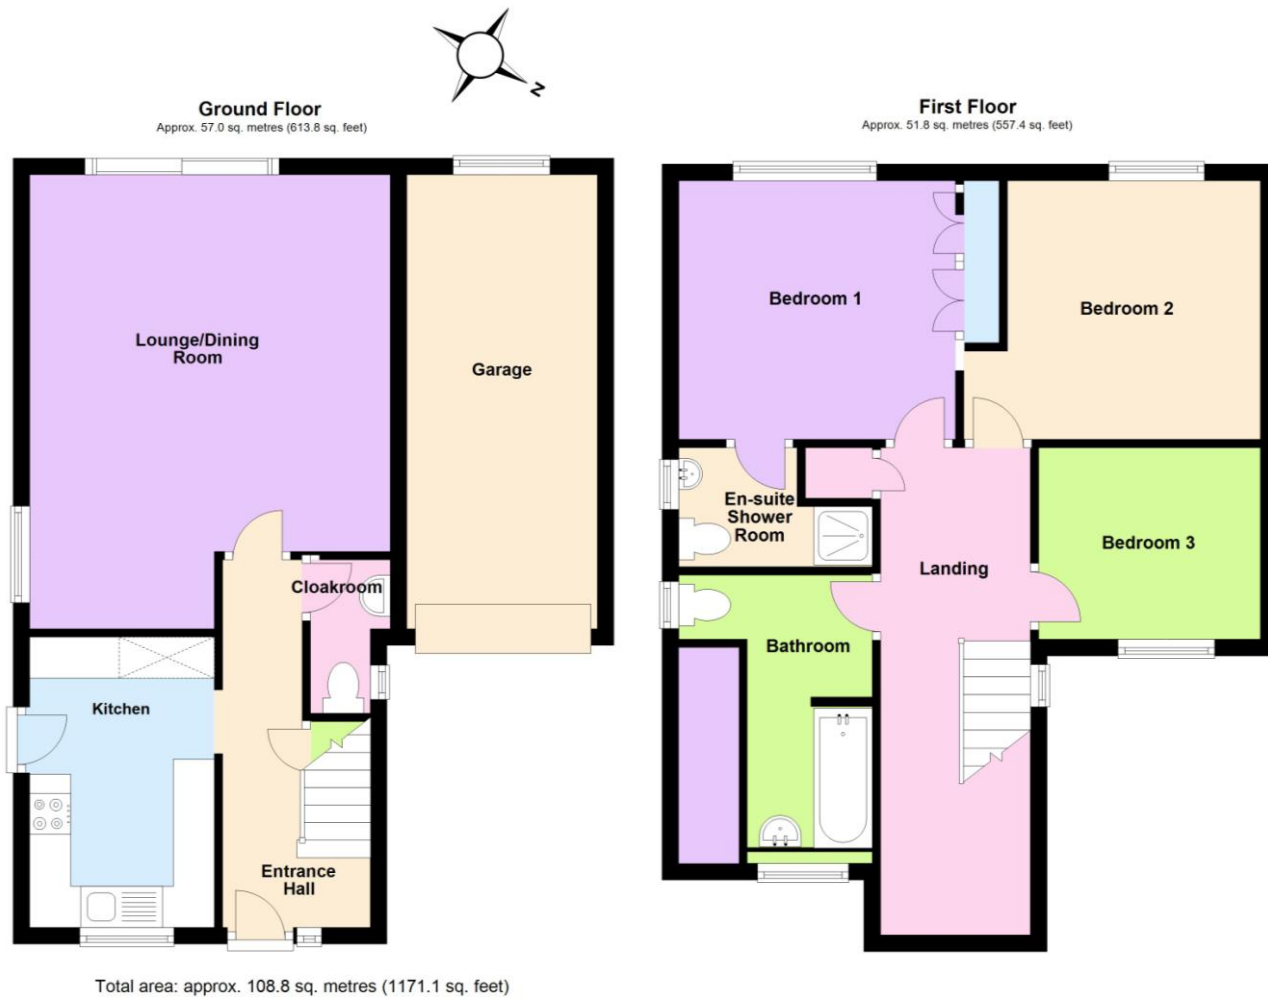 N
Ground Floor
Approx. 57.0 sq. metres (613.8 sq. feet)
Lounge/Dining
Room
Garage
Cloakroom
Kitchen
Entrance
Hall
First Floor
Approx. 51.8 sq. metres (557.4 sq. feet)
Bedroom 1
Bedroom 2
En-suite
Shower
Room
Bedroom 3
Landing
Bathroom
Total area: approx. 108.8 sq. metres (1171.1 sq. feet)